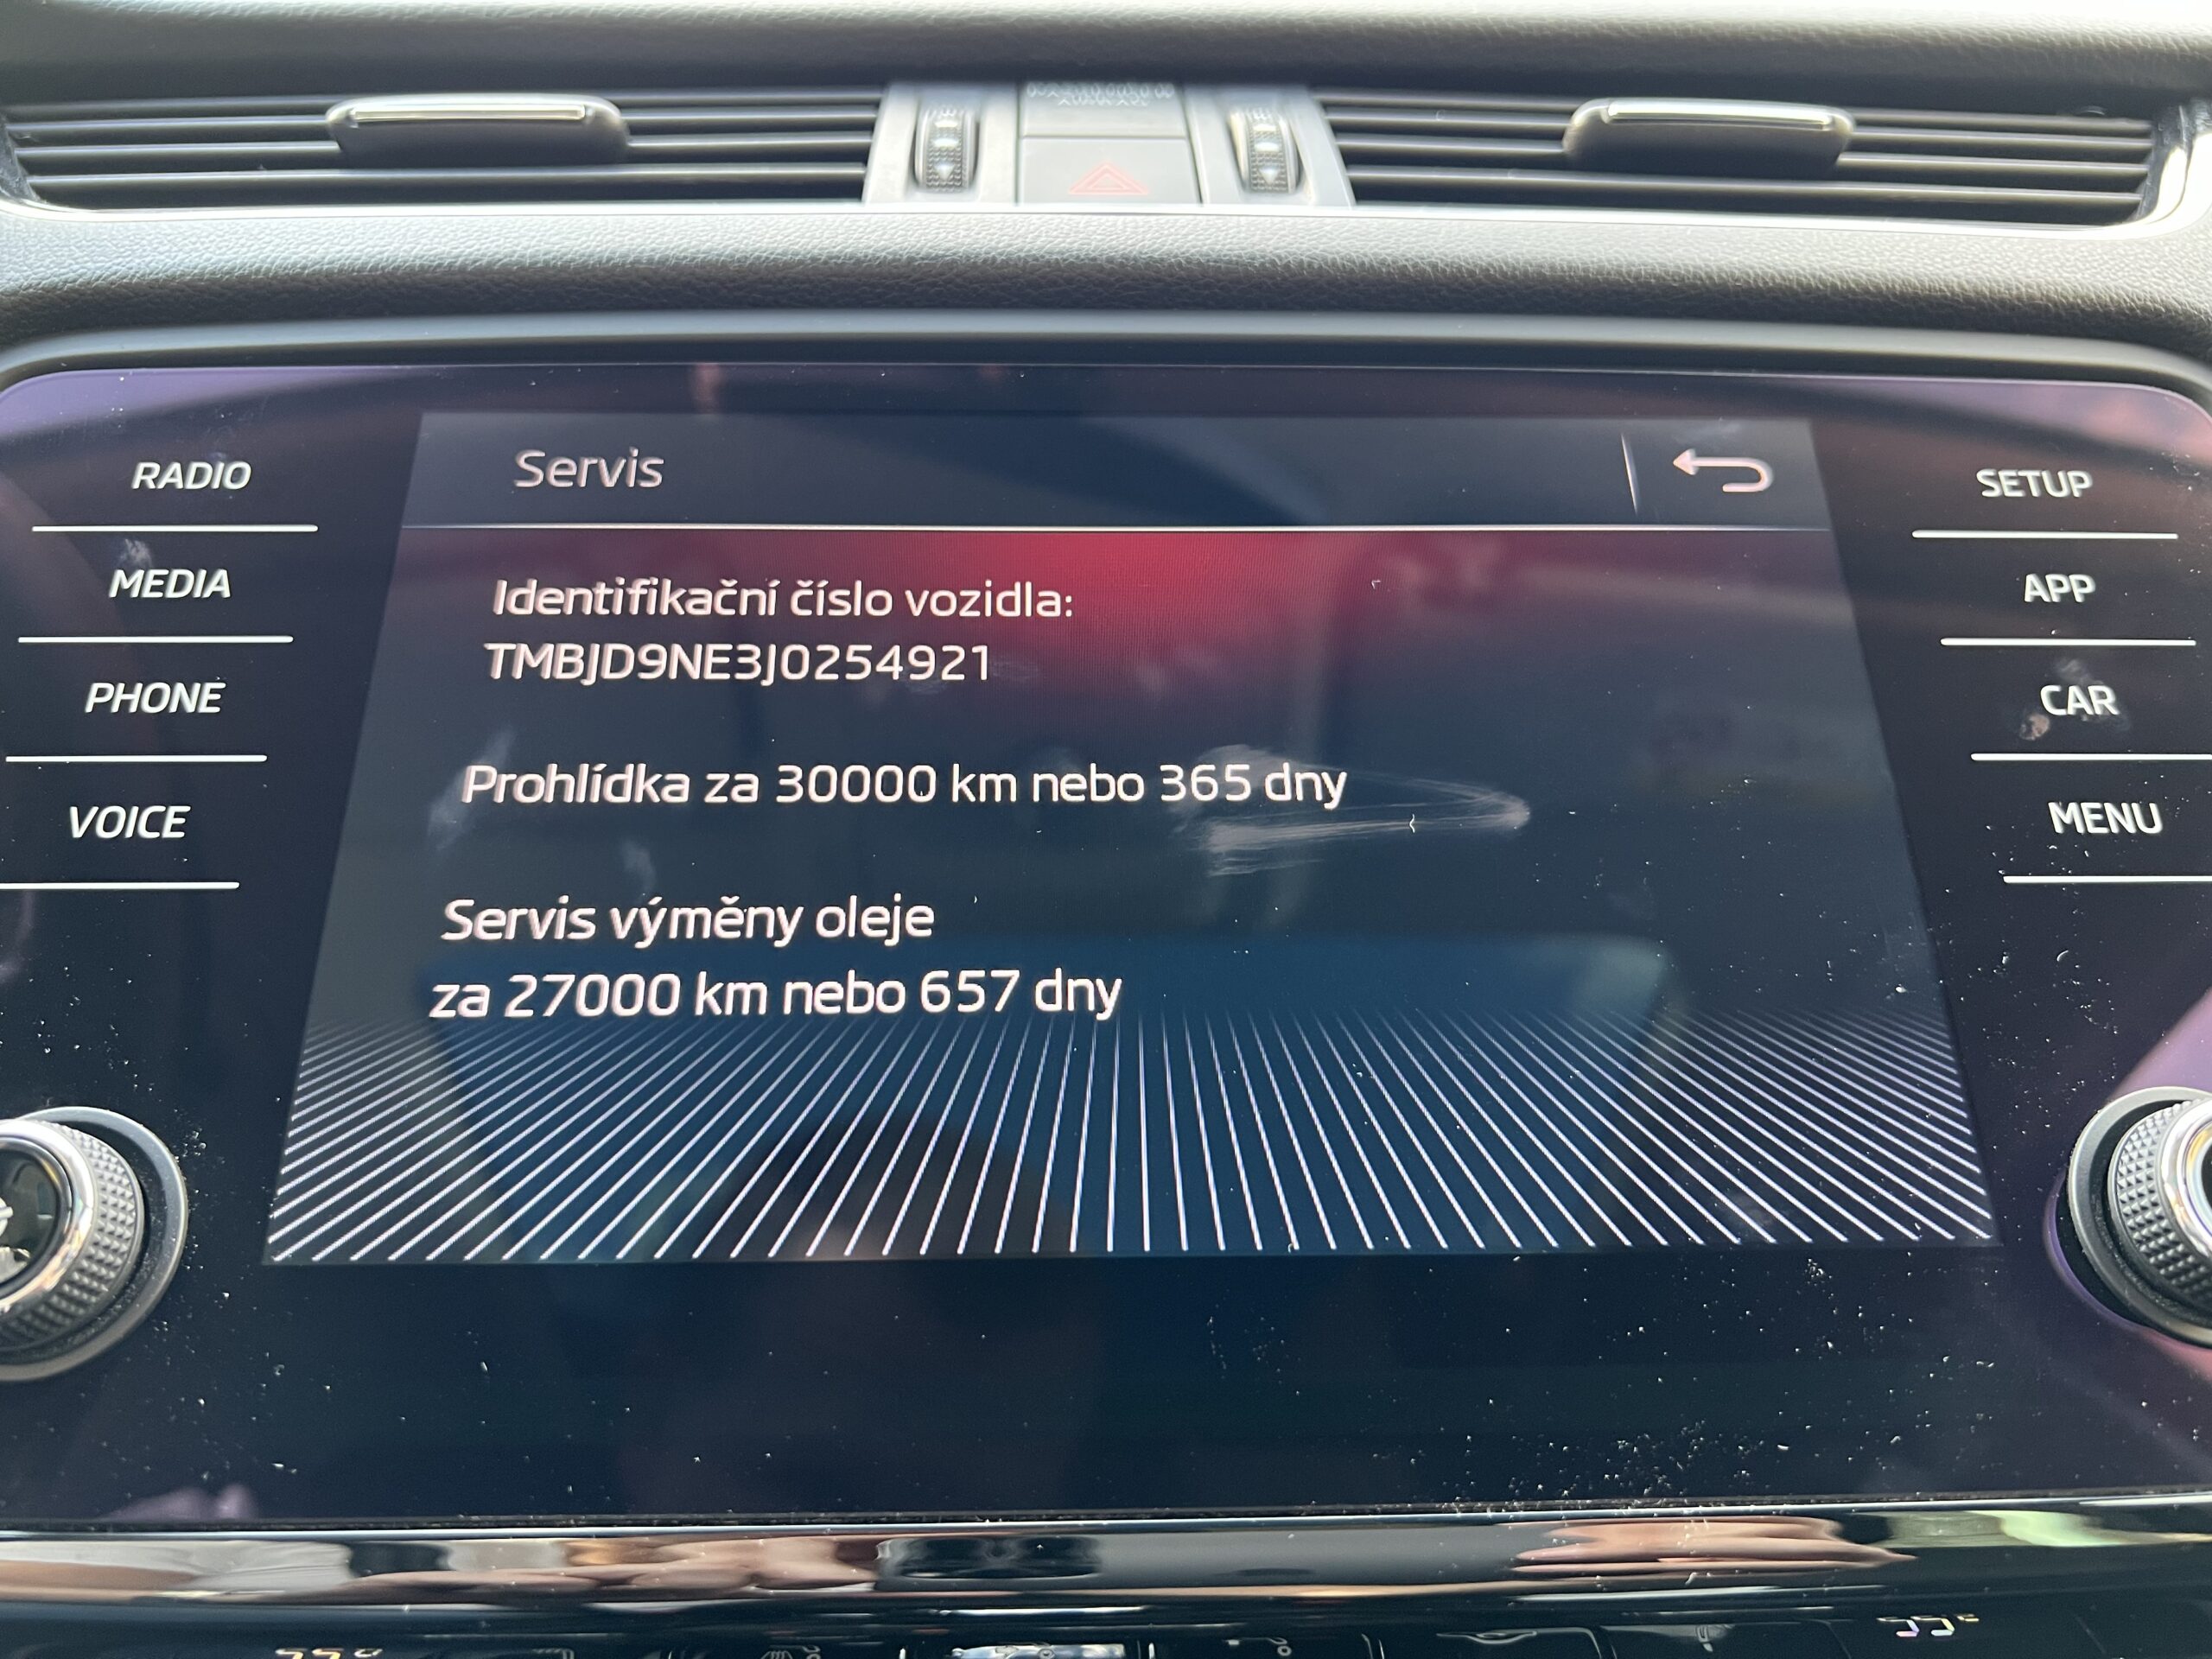 Servis
RADIO
MEDIA
PHONE
VOICE
Identifikační číslo vozidla:
TMBJD9NE3J0254921
Prohlídka za 30000 km nebo 365 dny
Servis výměny oleje
za 27000 km nebo 657 dny
SETUP
APP
CAR
MENU